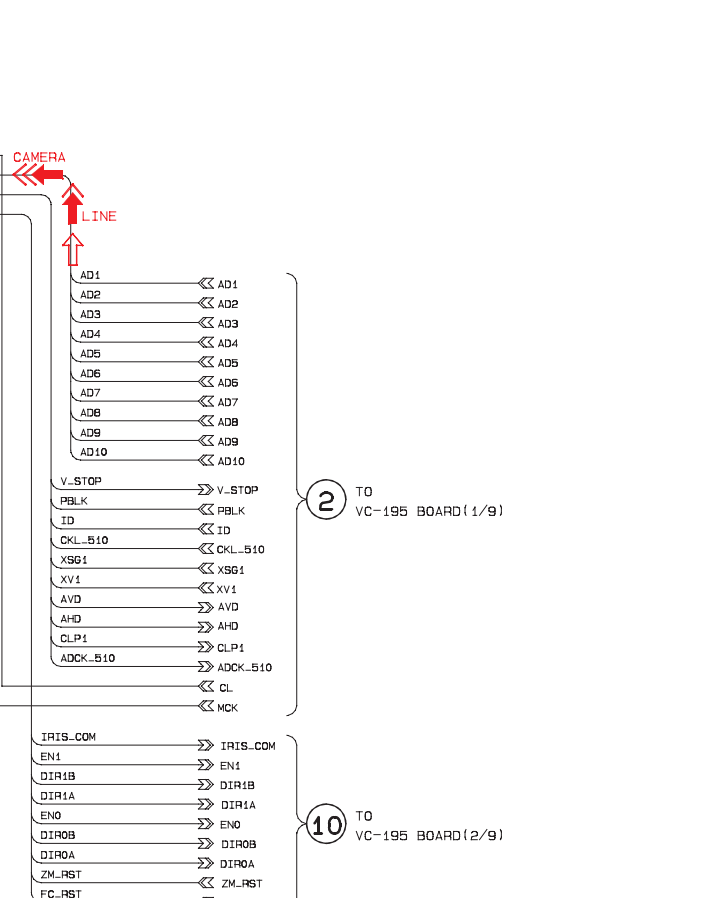 CAMERA
LINE
AD1 AD1
AD2 AD2
AD3 AD3
AD4 AD4
AD5 AD5
AD6 AD6
AD7 AD7
AD8 AD8
AD9 AD9
AD10 AD10
V_STOP V_STOP
PBLK PBLK
ID ID
CKL_510 CKL_510
XSG1 XSG1
XV1 XV1
AVD AVD
AHD AHD
CLP1 CLP1
ADCK_510 ADCK_510
CL
MCK
2 TO
VC-195 BOARD(1/9)
IRIS_COM IRIS_COM
EN1 EN1
DIR1B DIR1B
DIR1A DIR1A
EN0 EN0
DIR0B DIR0B
DIR0A DIR0A
ZM_RST ZM_RST
FC_RST
10 TO
VC-195 BOARD(2/9)